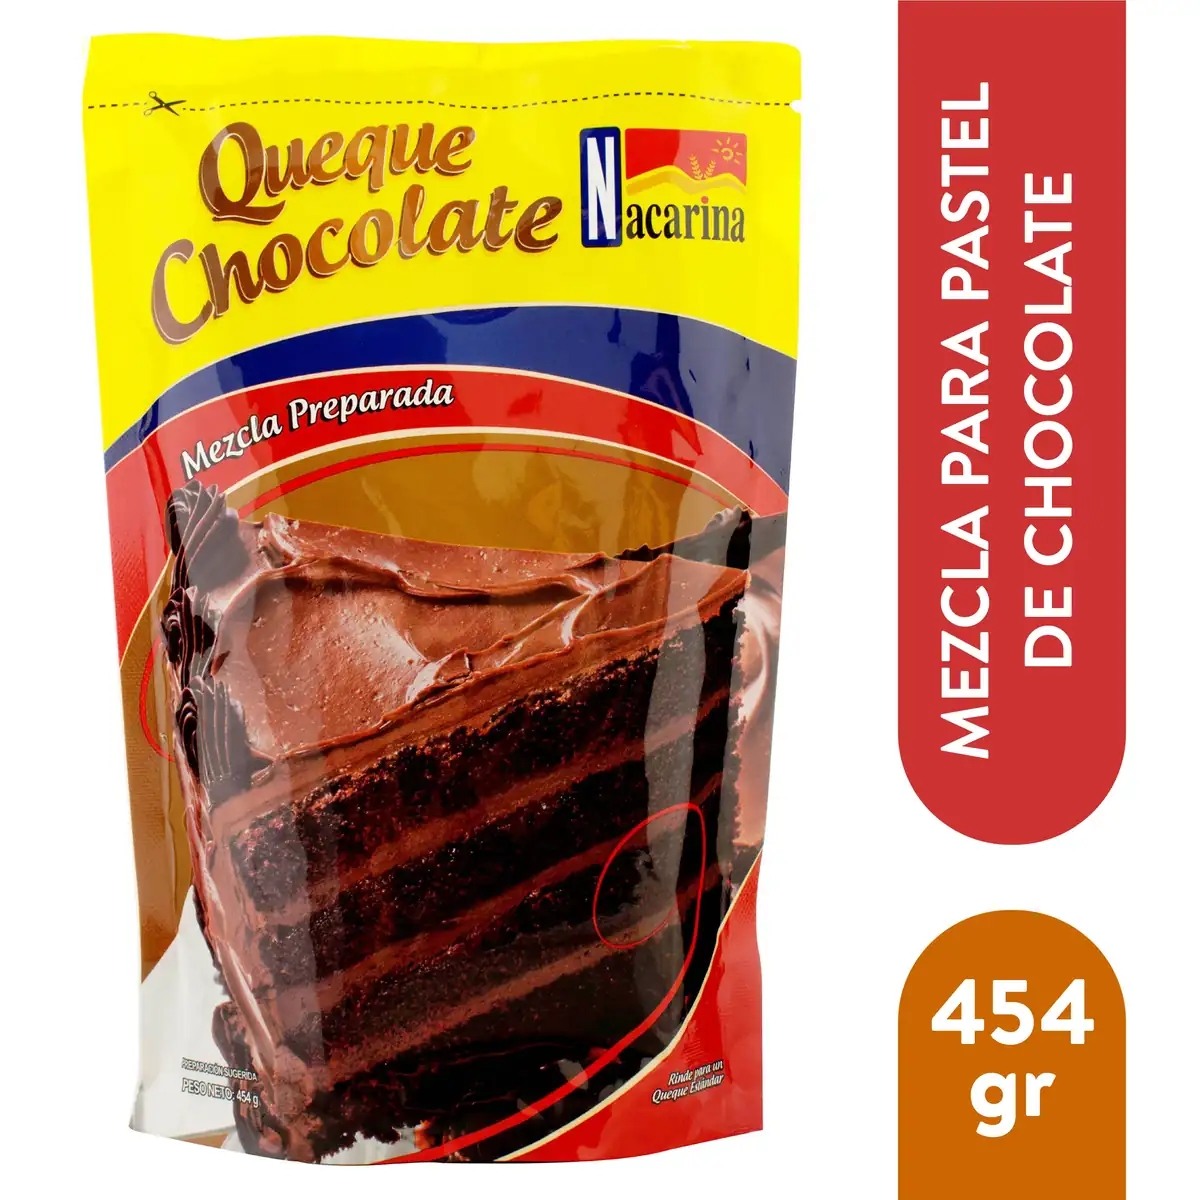 Queque
Chocolate
Nacarina
Mezcla Preparada
PREPARACIÓN SUGERIDA
PESO NETO: 454 g
Rinde para un
Queque Estándar
MEZCLA PARA PASTEL
DE CHOCOLATE
454
gr